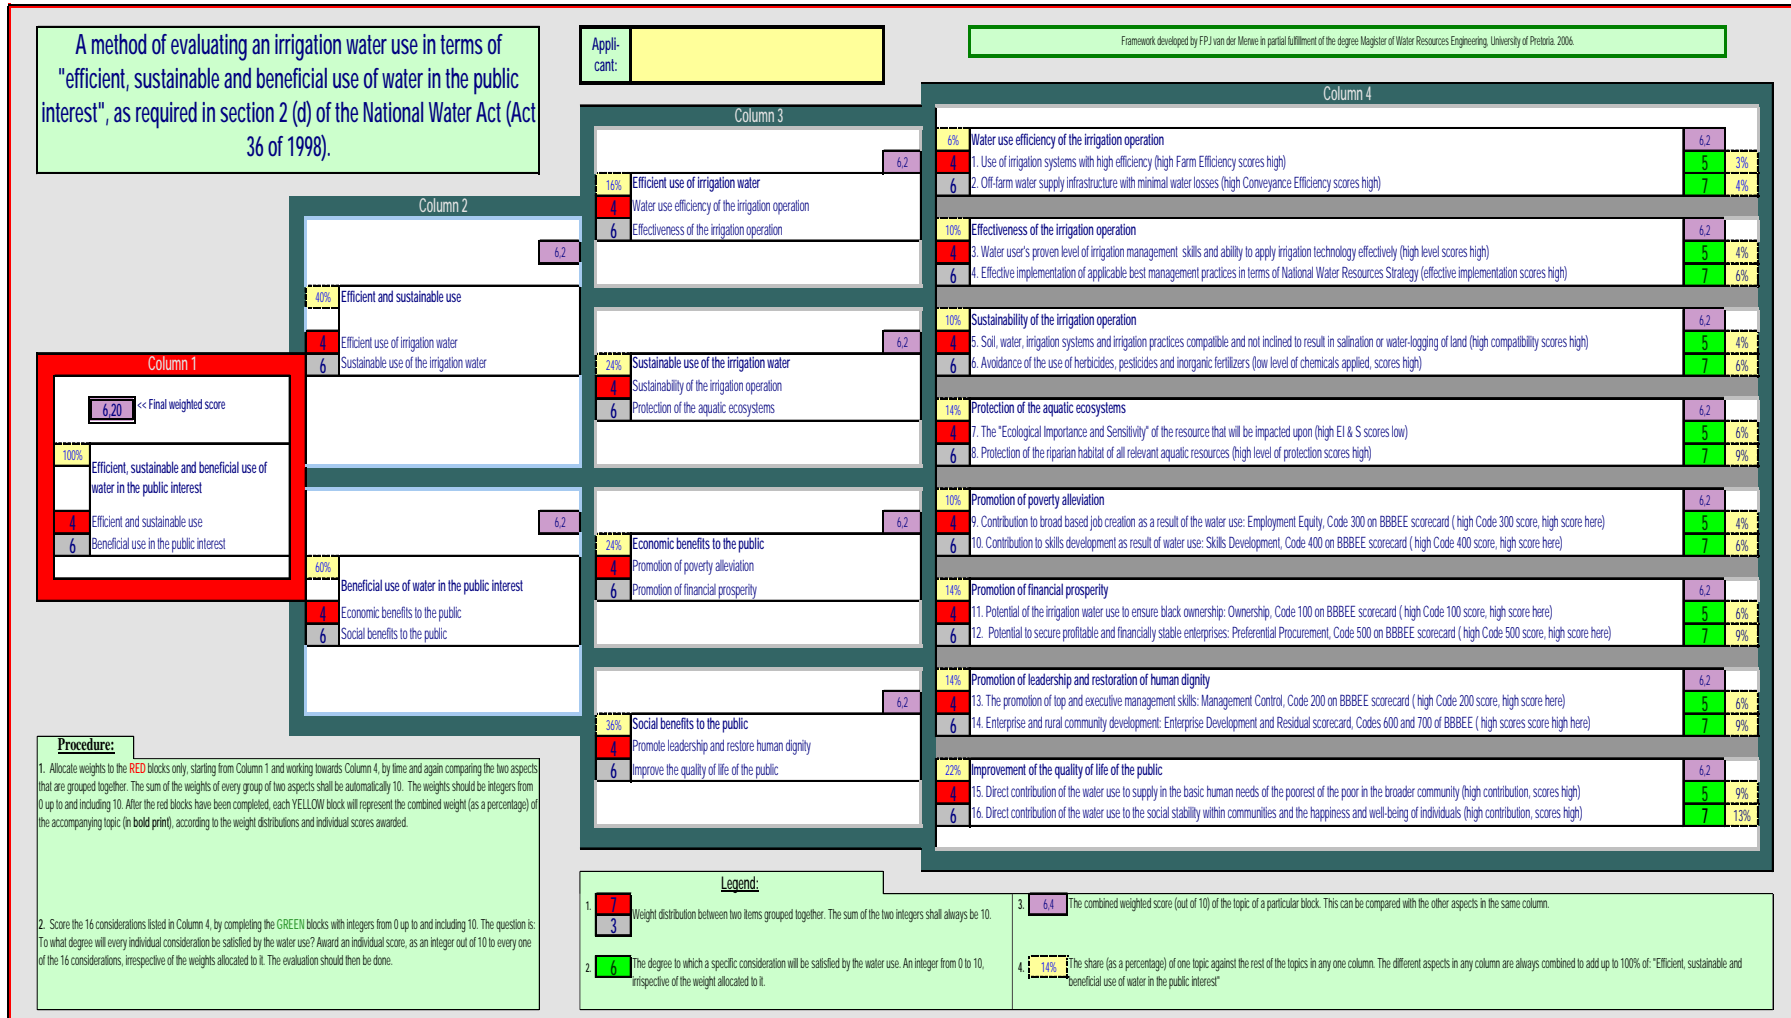 A method of evaluating an irrigation water use in terms of
"efficient, sustainable and beneficial use of water in the public
interest", as required in section 2 (d) of the National Water Act (Act
36 of 1998).
Appli-
cant:
Framework developed by FPJ van der Merwe in partial fulfillment of the degree Magister of Water Resources Engineering, University of Pretoria. 2006.
Column 1
6,20 << Final weighted score
100%
Efficient, sustainable and beneficial use of
water in the public interest
4 Efficient and sustainable use
6 Beneficial use in the public interest
Column 2
6,2
40% Efficient and sustainable use
4 Efficient use of irrigation water
6 Sustainable use of the irrigation water
6,2
60%
Beneficial use of water in the public interest
4 Economic benefits to the public
6 Social benefits to the public
Column 3
6,2
16% Efficient use of irrigation water
4 Water use efficiency of the irrigation operation
6 Effectiveness of the irrigation operation
6,2
24% Sustainable use of the irrigation water
4 Sustainability of the irrigation operation
6 Protection of the aquatic ecosystems
6,2
24% Economic benefits to the public
4 Promotion of poverty alleviation
6 Promotion of financial prosperity
6,2
36% Social benefits to the public
4 Promote leadership and restore human dignity
6 Improve the quality of life of the public
Column 4
6% Water use efficiency of the irrigation operation 6,2
4 1. Use of irrigation systems with high efficiency (high Farm Efficiency scores high) 5 3%
6 2. Off-farm water supply infrastructure with minimal water losses (high Conveyance Efficiency scores high) 7 4%
10% Effectiveness of the irrigation operation 6,2
4 3. Water user's proven level of irrigation management skills and ability to apply irrigation technology effectively (high level scores high) 5 4%
6 4. Effective implementation of applicable best management practices in terms of National Water Resources Strategy (effective implementation scores high) 7 6%
10% Sustainability of the irrigation operation 6,2
4 5. Soil, water, irrigation systems and irrigation practices compatible and not inclined to result in salination or water-logging of land (high compatibility scores high) 5 4%
6 6. Avoidance of the use of herbicides, pesticides and inorganic fertilizers (low level of chemicals applied, scores high) 7 6%
14% Protection of the aquatic ecosystems 6,2
4 7. The "Ecological Importance and Sensitivity" of the resource that will be impacted upon (high EI & S scores low) 5 6%
6 8. Protection of the riparian habitat of all relevant aquatic resources (high level of protection scores high) 7 9%
10% Promotion of poverty alleviation 6,2
4 9. Contribution to broad based job creation as a result of the water use: Employment Equity, Code 300 on BBBEE scorecard ( high Code 300 score, high score here) 5 4%
6 10. Contribution to skills development as result of water use: Skills Development, Code 400 on BBBEE scorecard ( high Code 400 score, high score here) 7 6%
14% Promotion of financial prosperity 6,2
4 11. Potential of the irrigation water use to ensure black ownership: Ownership, Code 100 on BBBEE scorecard ( high Code 100 score, high score here) 5 6%
6 12. Potential to secure profitable and financially stable enterprises: Preferential Procurement, Code 500 on BBBEE scorecard ( high Code 500 score, high score here) 7 9%
14% Promotion of leadership and restoration of human dignity 6,2
4 13. The promotion of top and executive management skills: Management Control, Code 200 on BBBEE scorecard ( high Code 200 score, high score here) 5 6%
6 14. Enterprise and rural community development: Enterprise Development and Residual scorecard, Codes 600 and 700 of BBBEE ( high scores score high here) 7 9%
22% Improvement of the quality of life of the public 6,2
4 15. Direct contribution of the water use to supply in the basic human needs of the poorest of the poor in the broader community (high contribution, scores high) 5 9%
6 16. Direct contribution of the water use to the social stability within communities and the happiness and well-being of individuals (high contribution, scores high) 7 13%
Procedure:
1. Allocate weights to the RED blocks only, starting from Column 1 and working towards Column 4, by time and again comparing the two aspects
that are grouped together. The sum of the weights of every group of two aspects shall be automatically 10. The weights should be integers from
0 up to and including 10. After the red blocks have been completed, each YELLOW block will represent the combined weight (as a percentage) of
the accompanying topic (in bold print), according to the weight distributions and individual scores awarded.
2. Score the 16 considerations listed in Column 4, by completing the GREEN blocks with integers from 0 up to and including 10. The question is:
To what degree will every individual consideration be satisfied by the water use? Award an individual score, as an integer out of 10 to every one
of the 16 considerations, irrespective of the weights allocated to it. The evaluation should then be done.
Legend:
1. 7
3
Weight distribution between two items grouped together. The sum of the two integers shall always be 10.
2. 6 The degree to which a specific consideration will be satisfied by the water use. An integer from 0 to 10,
irrispective of the weight allocated to it.
3. 6,4 The combined weighted score (out of 10) of the topic of a particular block. This can be compared with the other aspects in the same column.
4. 14% The share (as a percentage) of one topic against the rest of the topics in any one column. The different aspects in any column are always combined to add up to 100% of: "Efficient, sustainable and
beneficial use of water in the public interest"